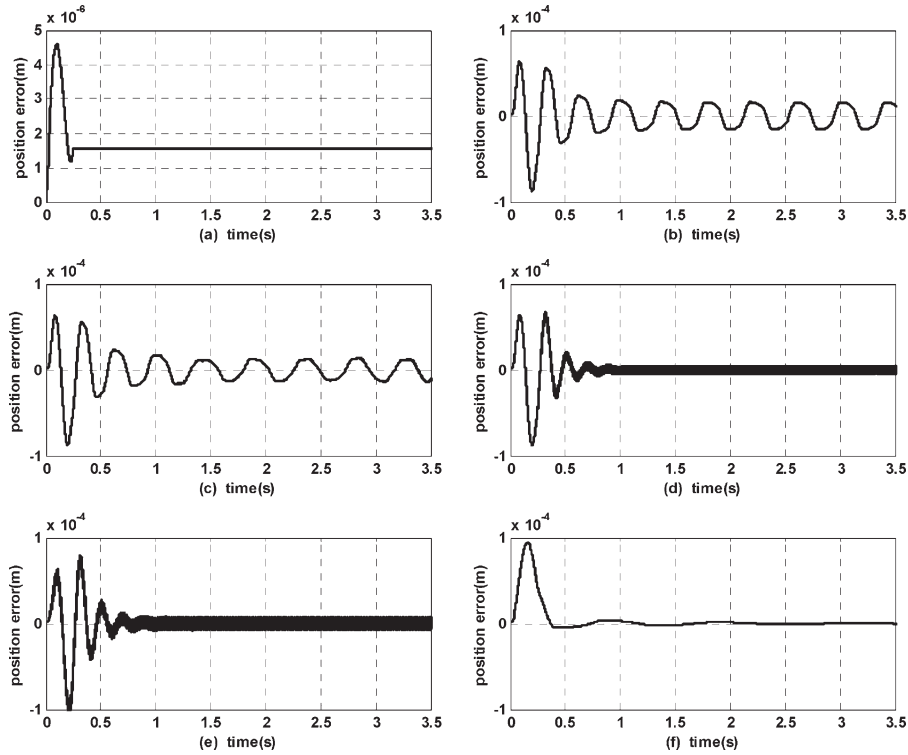 x 10-6
5
4
3
2
1
0
position error(m)
0 0.5 1 1.5 2 2.5 3 3.5
(a) time(s)
x 10-4
1
0
-1
position error(m)
0 0.5 1 1.5 2 2.5 3 3.5
(b) time(s)
x 10-4
1
0
-1
position error(m)
0 0.5 1 1.5 2 2.5 3 3.5
(c) time(s)
x 10-4
1
0
-1
position error(m)
0 0.5 1 1.5 2 2.5 3 3.5
(d) time(s)
x 10-4
1
0
-1
position error(m)
0 0.5 1 1.5 2 2.5 3 3.5
(e) time(s)
x 10-4
1
0
-1
position error(m)
0 0.5 1 1.5 2 2.5 3 3.5
(f) time(s)